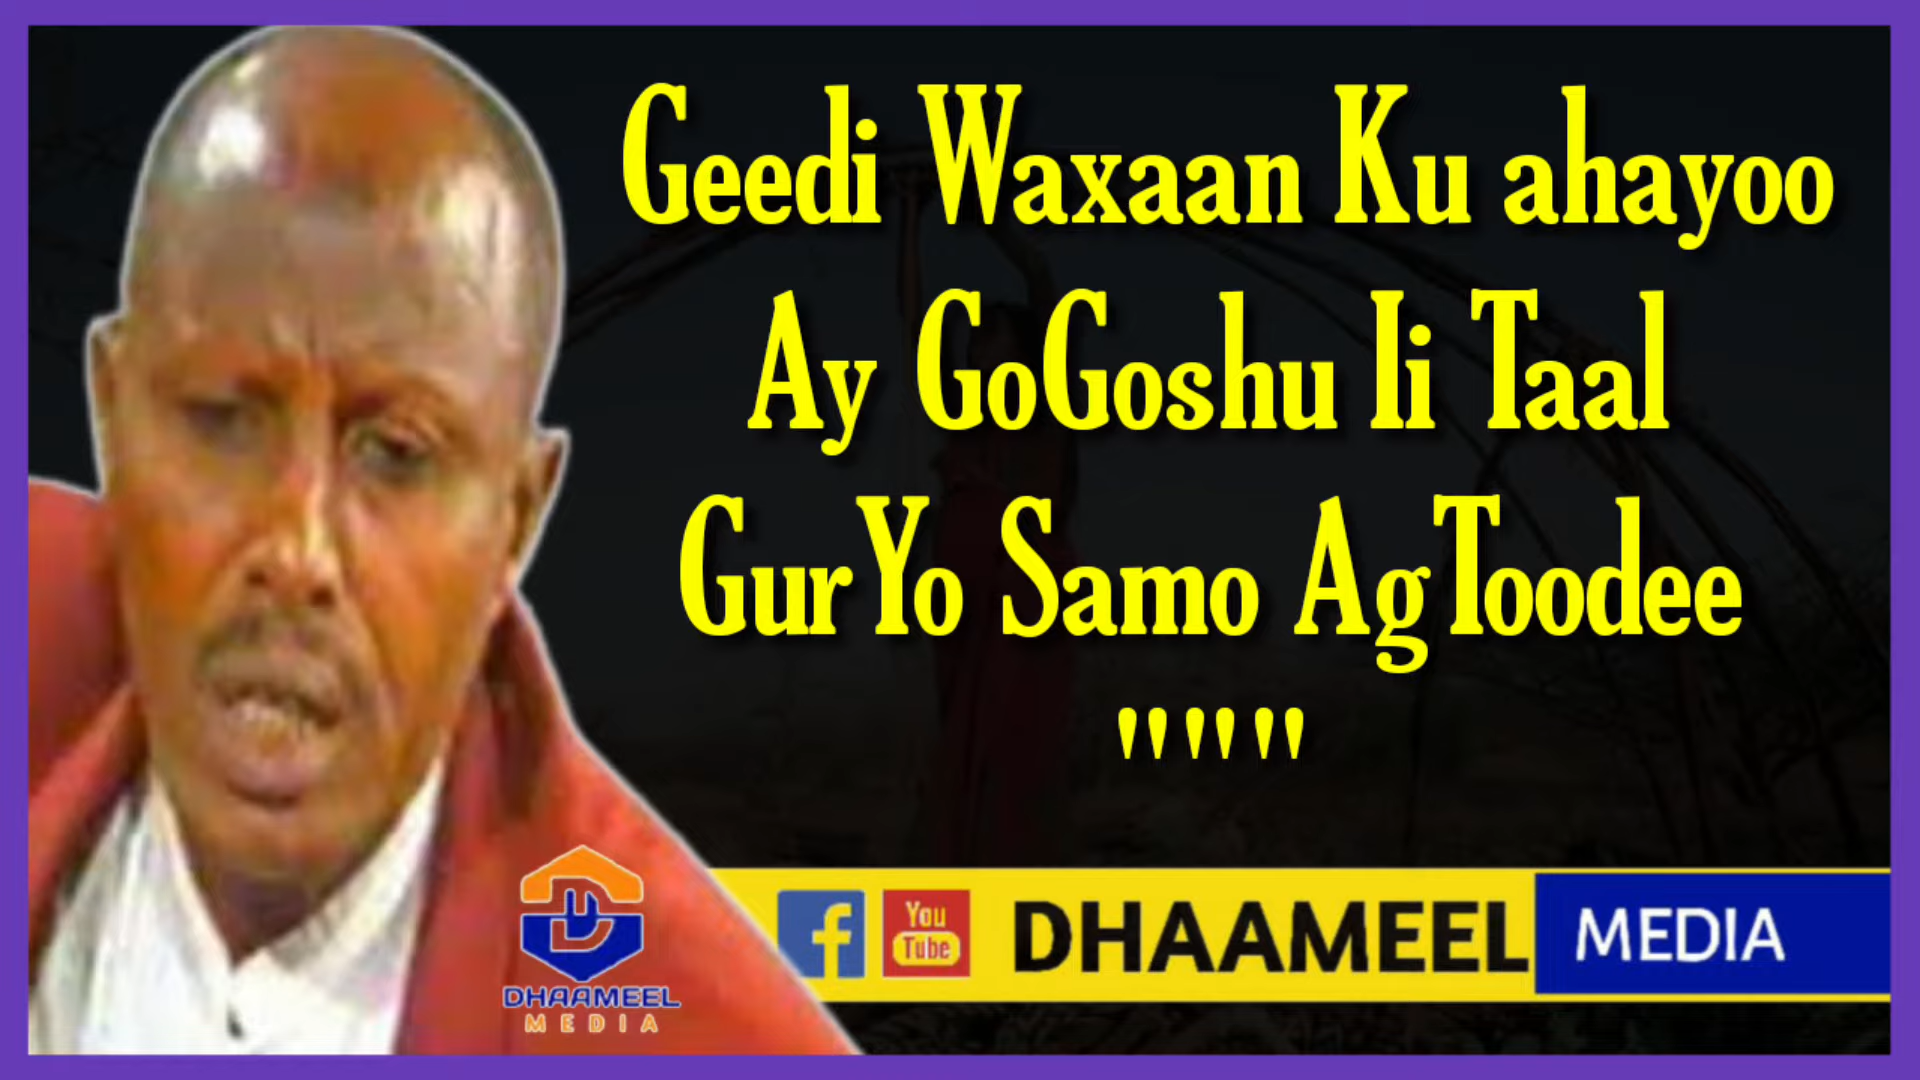 Geedi Waxaan Ku ahayoo
Ay GoGoshu Ii Taal
GurYo Samo AgToodee
"""
f
You
Tube
DHAAMEEL MEDIA
DHAAMEEL
MEDIA